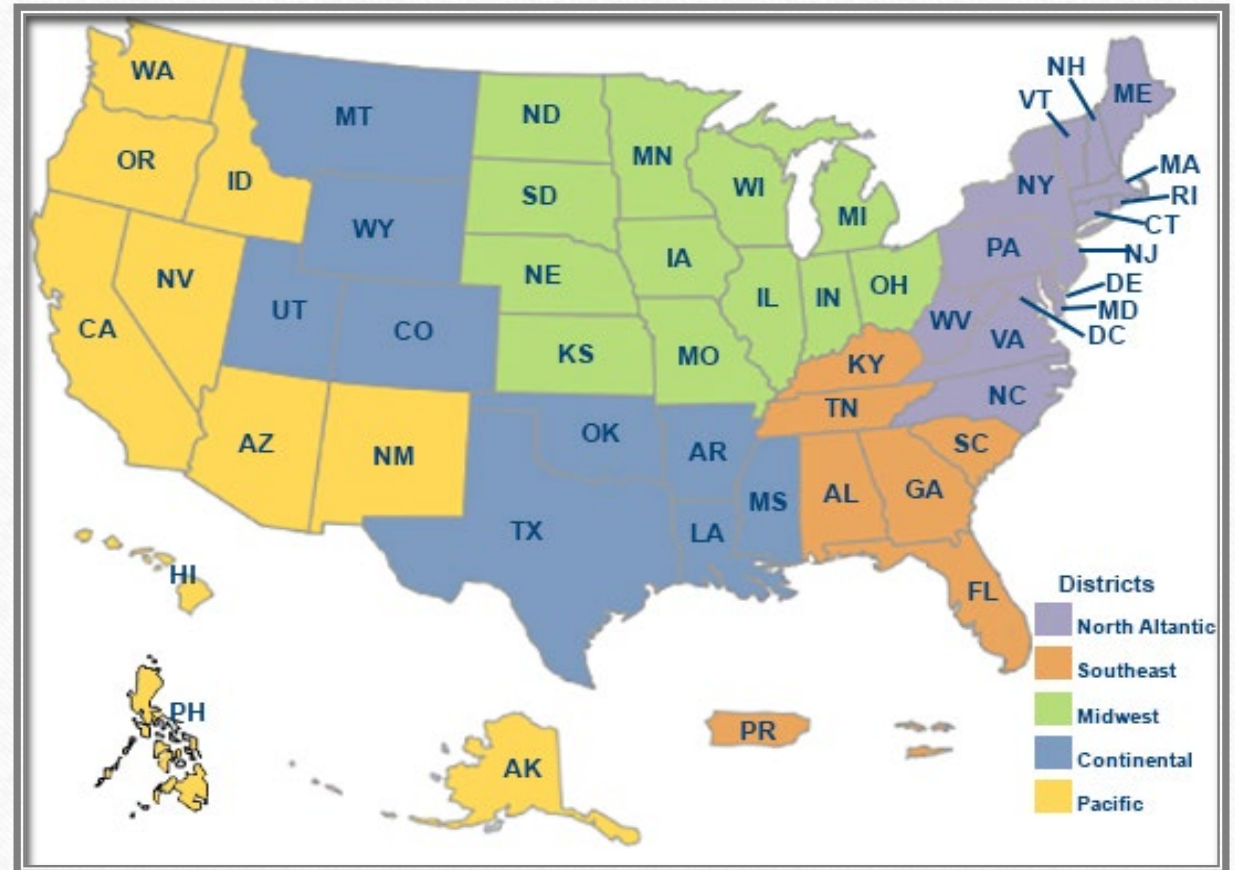 WA
MT
ND
MN
OR
ID
SD
WI
MI
WY
NE
IA
NV
UT
CO
CA
KS
MO
IL
IN
OH
NH
VT
ME
MA
RI
CT
NY
NJ
PA
DE
MD
DC
WV
VA
KY
NC
TN
AZ
NM
OK
AR
SC
MS
AL
GA
TX
LA
FL
HI
PH
AK
PR
Districts
North Altantic
Southeast
Midwest
Continental
Pacific